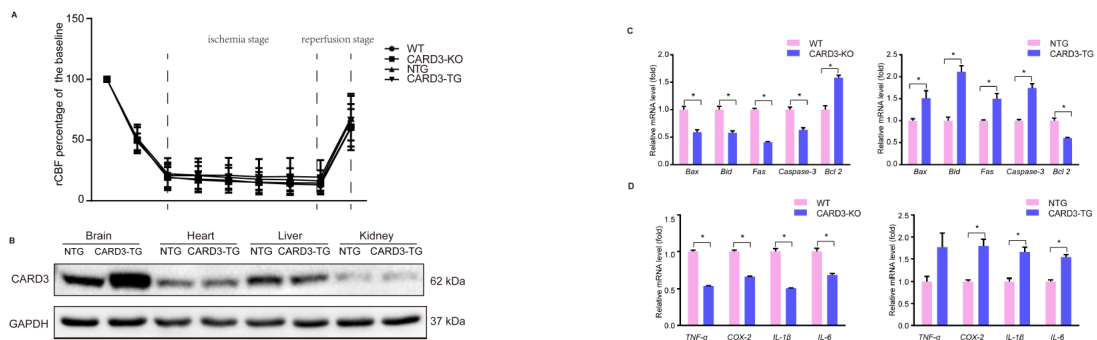 A
150
100
50
0
rCBF percentage of the baseline
ischemia stage
reperfusion stage
WT
CARD3-KO
NTG
CARD3-TG
B
Brain
Heart
Liver
Kidney
NTG CARD3-TG NTG CARD3-TG NTG CARD3-TG NTG CARD3-TG
CARD3
62 kDa
GAPDH
37 kDa
C
WT
CARD3-KO
Relative mRNA level (fold)
2.0
1.5
1.0
0.5
0.0
* * * * *
Bax Bid Fas Caspase-3 Bcl 2
NTG
CARD3-TG
Relative mRNA level (fold)
2.5
2.0
1.5
1.0
0.5
0.0
* * * * *
Bax Bid Fas Caspase-3 Bcl 2
D
WT
CARD3-KO
Relative mRNA level (fold)
1.5
1.0
0.5
0.0
* * * *
TNF-α COX-2 IL-1β IL-6
NTG
CARD3-TG
Relative mRNA level (fold)
2.5
2.0
1.5
1.0
0.5
0.0
* * *
TNF-α COX-2 IL-1β IL-6